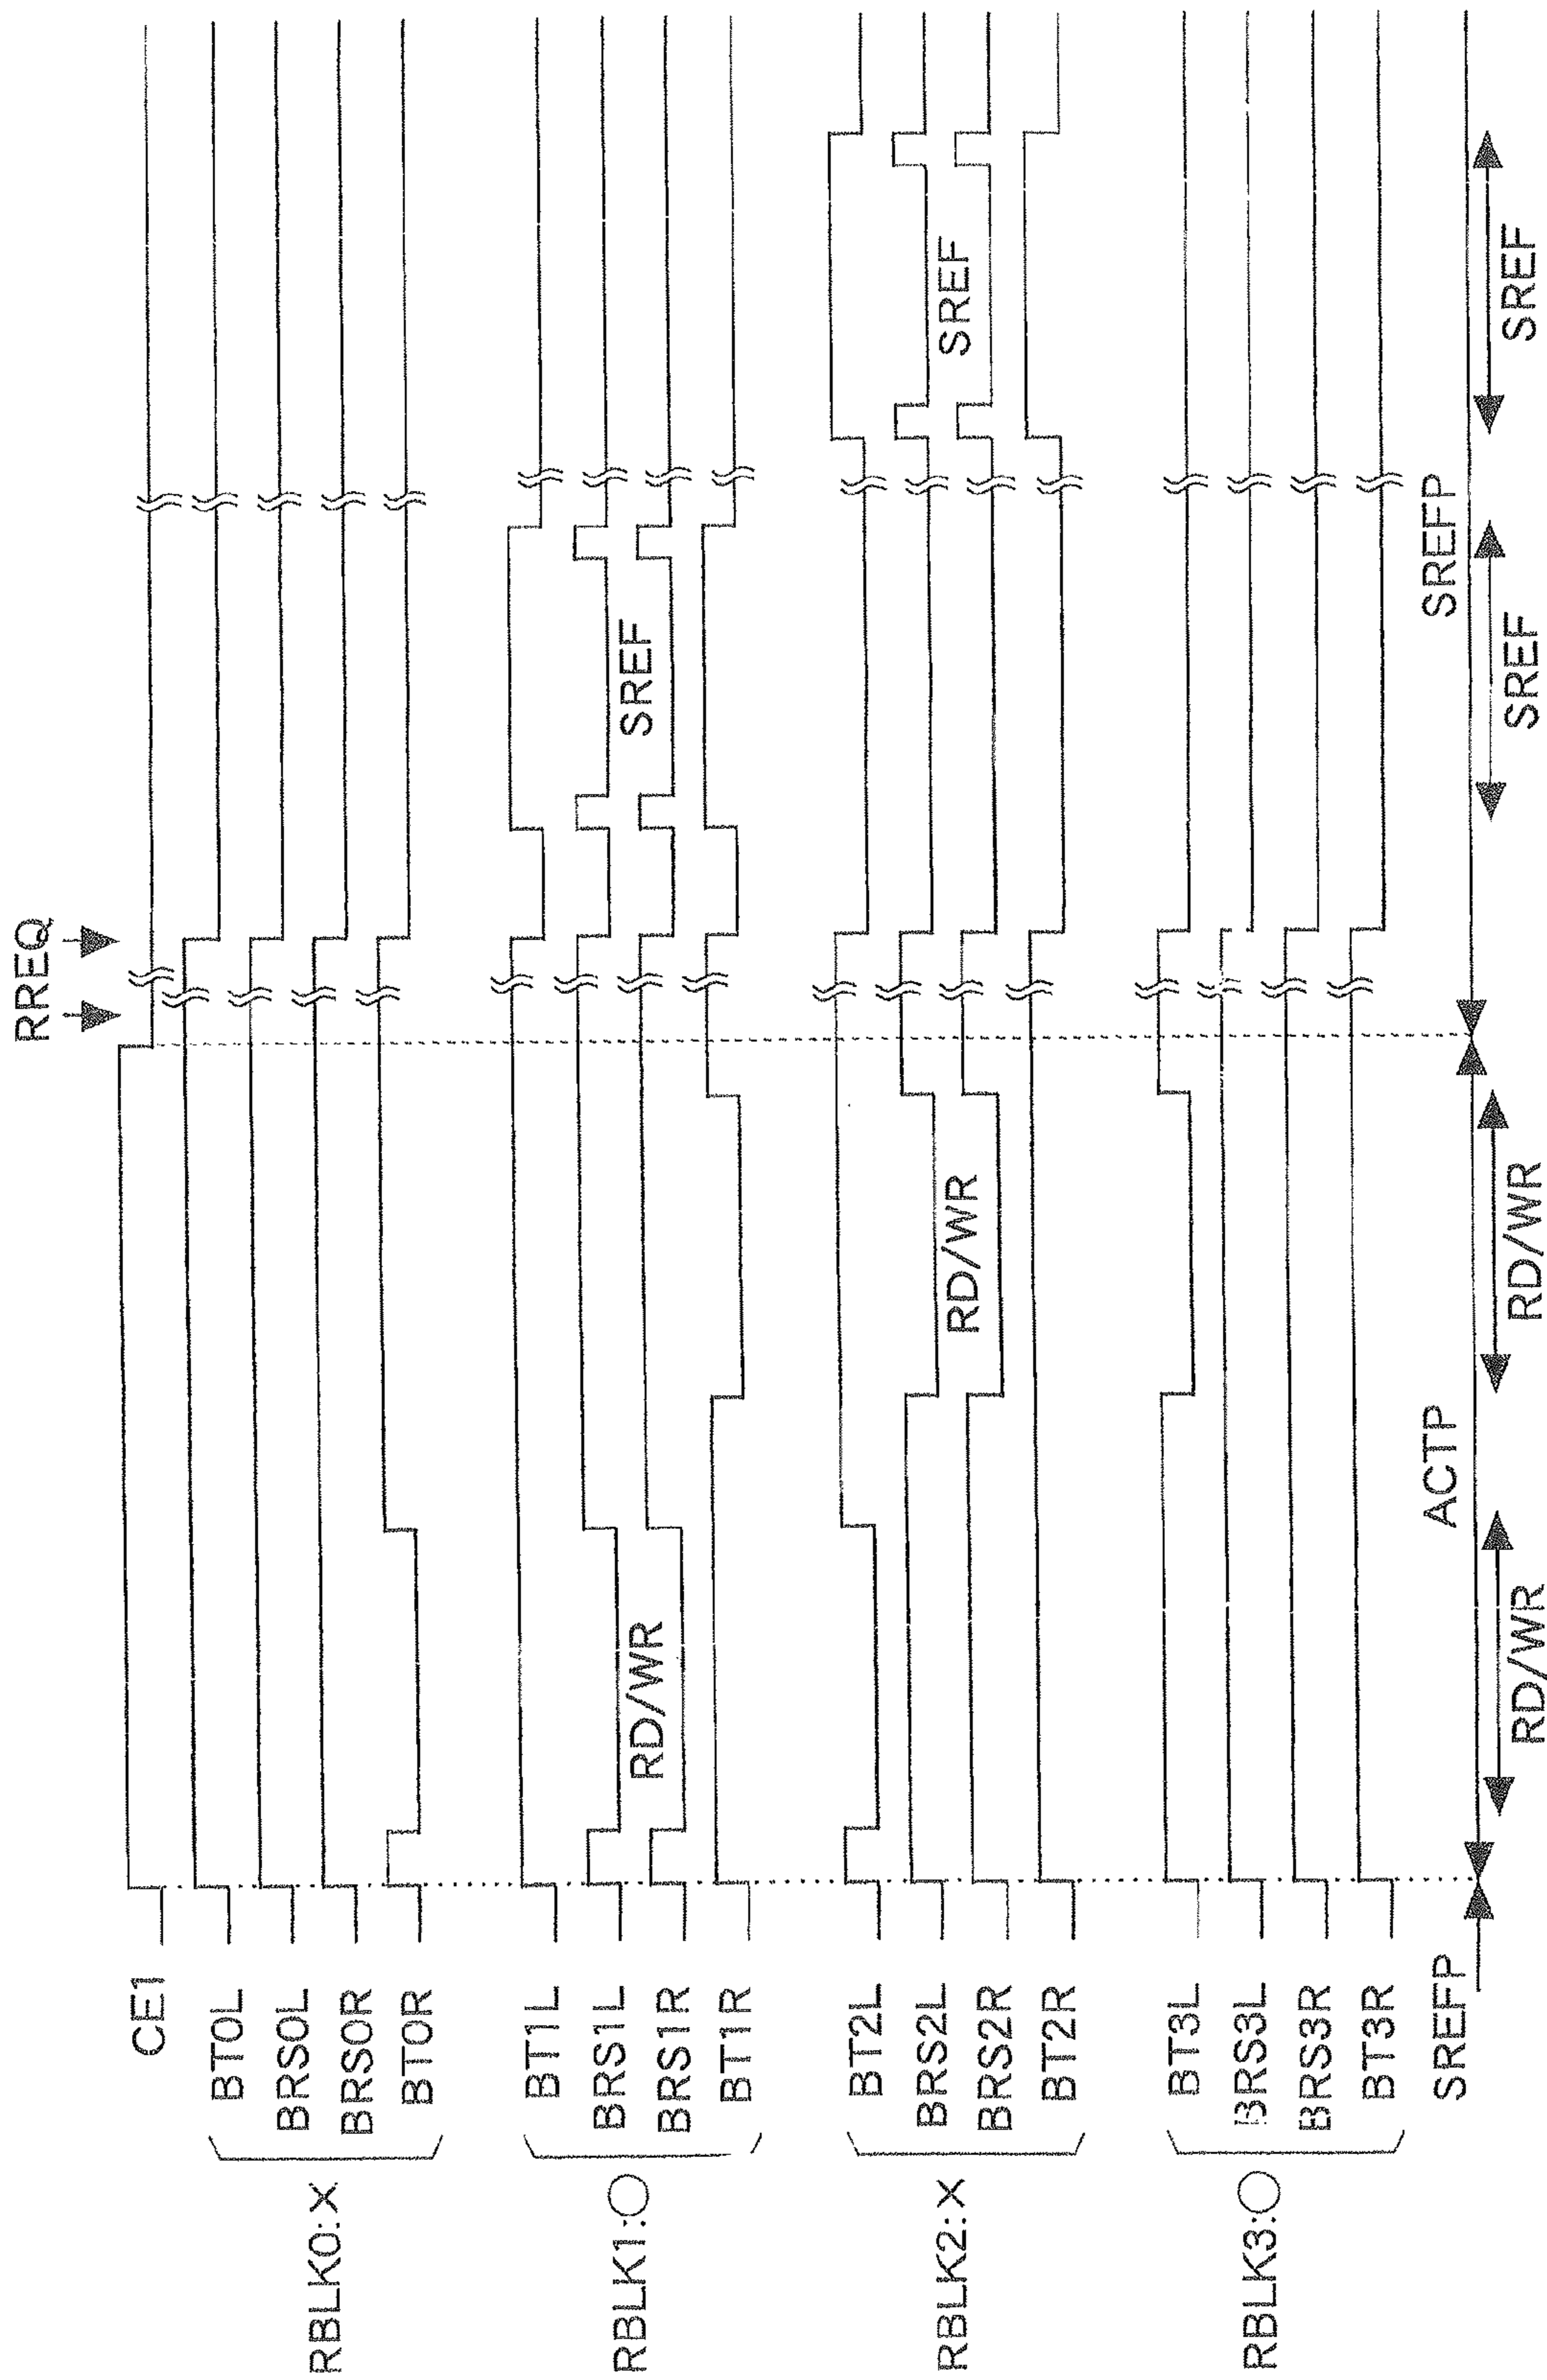 RREQ
CE1
RBLK0:×
BT0L
BRS0L
BRS0R
BT0R
RBLK1:○
BT1L
BRS1L
RD/WR
SREF
BRS1R
BT1R
RBLK2:×
BT2L
BRS2L
RD/WR
SREF
BRS2R
BT2R
RBLK3:○
BT3L
BRS3L
BRS3R
BT3R
SREFP
ACTP
SREFP
RD/WR
RD/WR
SREF
SREF